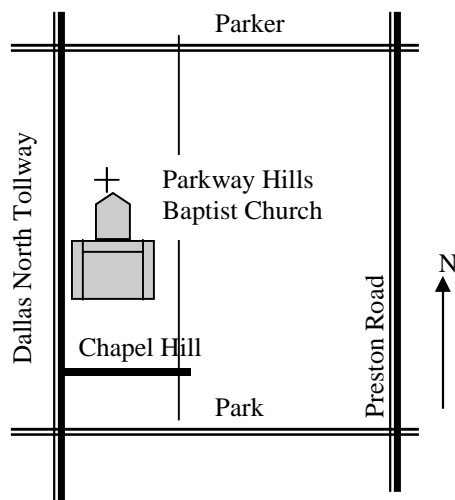 Parker
Dallas North Tollway
Parkway Hills
Baptist Church
N
Chapel Hill
Preston Road
Park